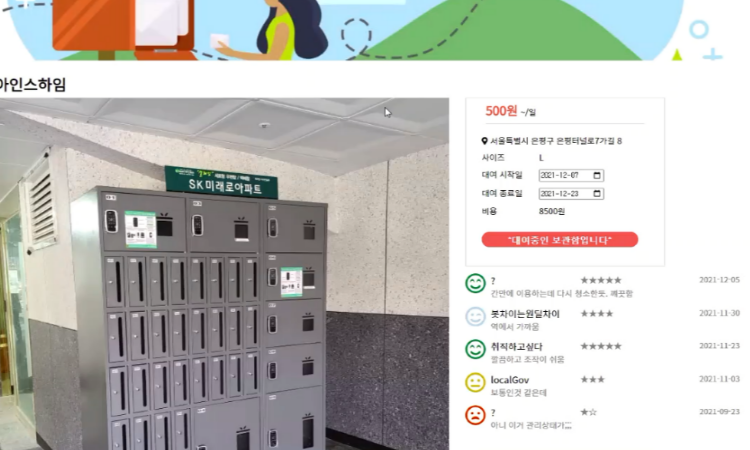 아인스하임
500원 ~/일
서울특별시 은평구 은평터널로7가길 8
사이즈 L
대여 시작일 2021-12-07
대여 종료일 2021-12-23
비용 8500원
"대여중인 보관함입니다"
SK미래로아파트
? ★★★★★ 2021-12-05
간만에 이용하는데 다시 청소한듯. 깨끗함
봇차이는원딜차이 ★★★★ 2021-11-30
역에서 가까움
취직하고싶다 ★★★★★ 2021-11-23
깔끔하고 조작이 쉬움
localGov ★★★ 2021-11-03
보통인것 같은데
? ★☆ 2021-09-23
아니 이거 관리상태가;;;